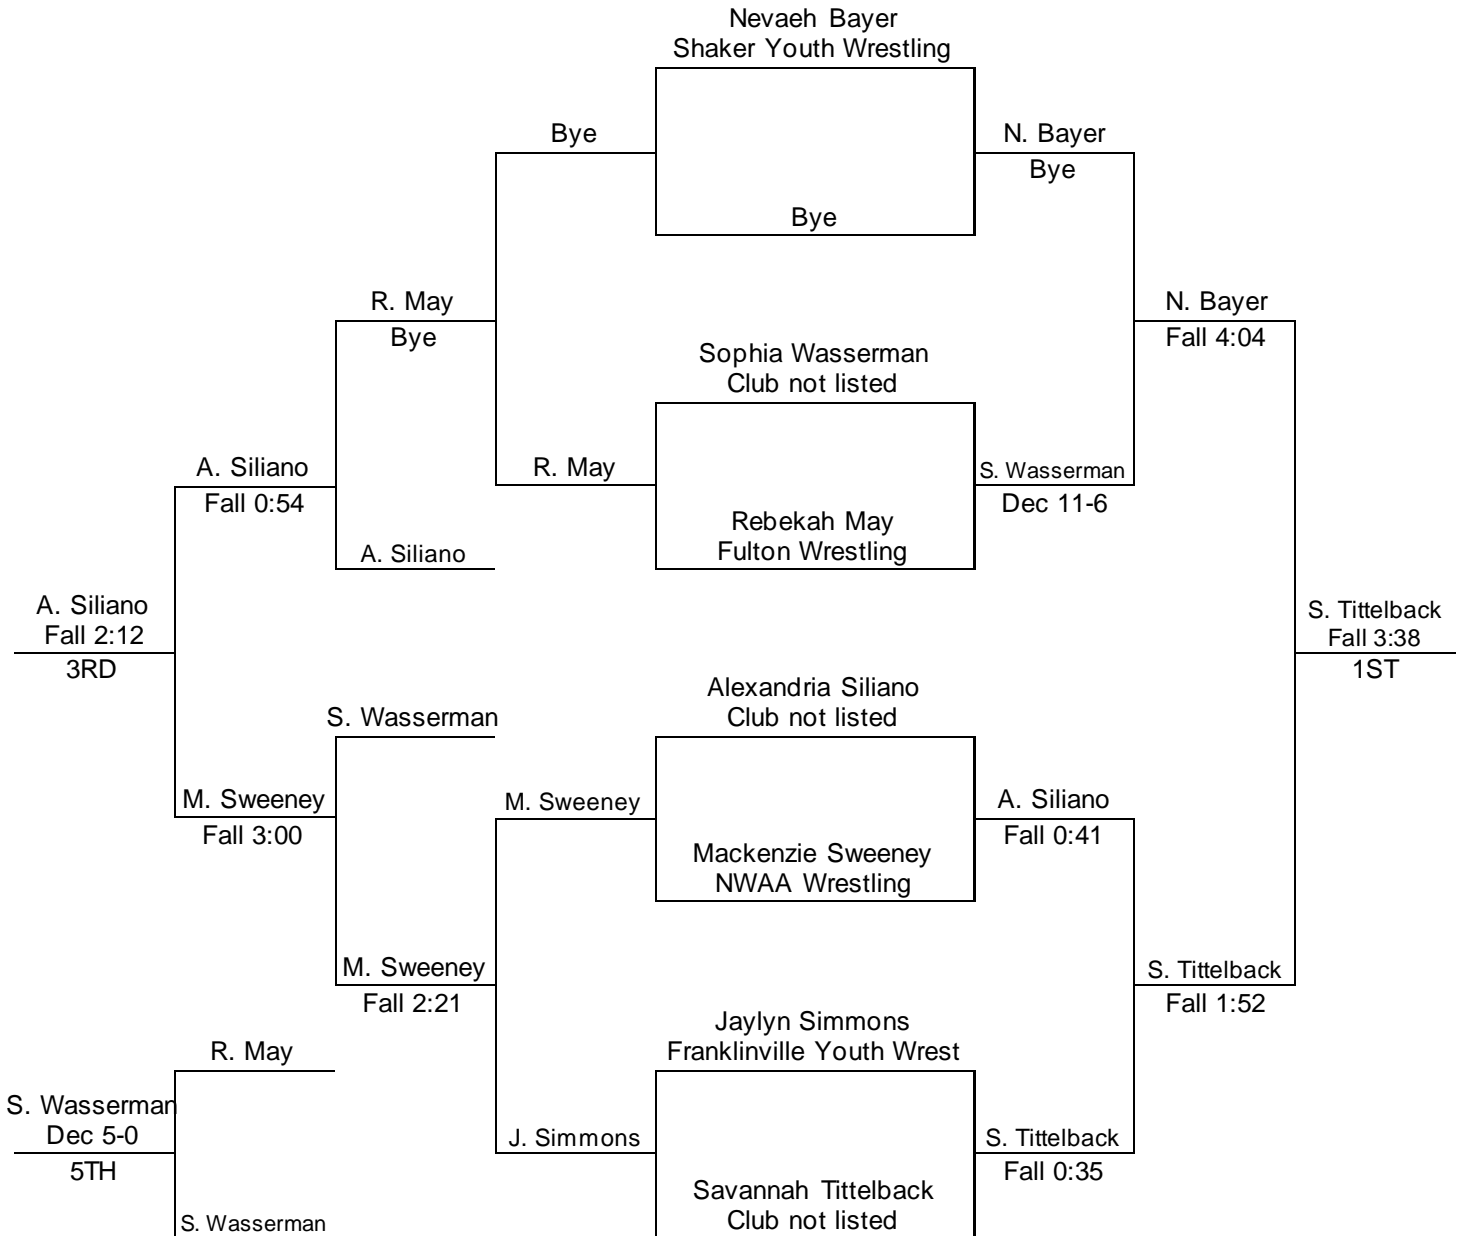 Nevaeh Bayer
Shaker Youth Wrestling
Bye
N. Bayer
Bye
Bye
R. May
Bye
N. Bayer
Fall 4:04
Sophia Wasserman
Club not listed
A. Siliano
Fall 0:54
R. May
S. Wasserman
Dec 11-6
Rebekah May
Fulton Wrestling
A. Siliano
A. Siliano
Fall 2:12
3RD
S. Tittelback
Fall 3:38
1ST
Alexandria Siliano
Club not listed
S. Wasserman
M. Sweeney
Fall 3:00
M. Sweeney
A. Siliano
Fall 0:41
Mackenzie Sweeney
NWAA Wrestling
M. Sweeney
Fall 2:21
S. Tittelback
Fall 1:52
Jaylyn Simmons
Franklinville Youth Wrest
R. May
S. Wasserman
Dec 5-0
5TH
J. Simmons
S. Tittelback
Fall 0:35
Savannah Tittelback
Club not listed
S. Wasserman